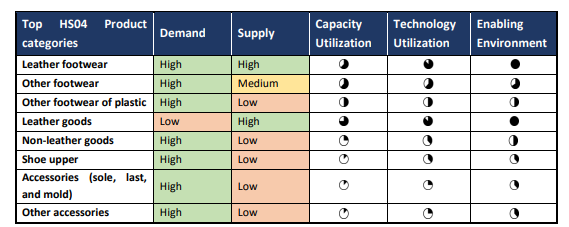 Top HS04 Product categories | Demand | Supply | Capacity Utilization | Technology Utilization | Enabling Environment
Leather footwear | High | High
Other footwear | High | Medium
Other footwear of plastic | High | Low
Leather goods | Low | High
Non-leather goods | High | Low
Shoe upper | High | Low
Accessories (sole, last, and mold) | High | Low
Other accessories | High | Low